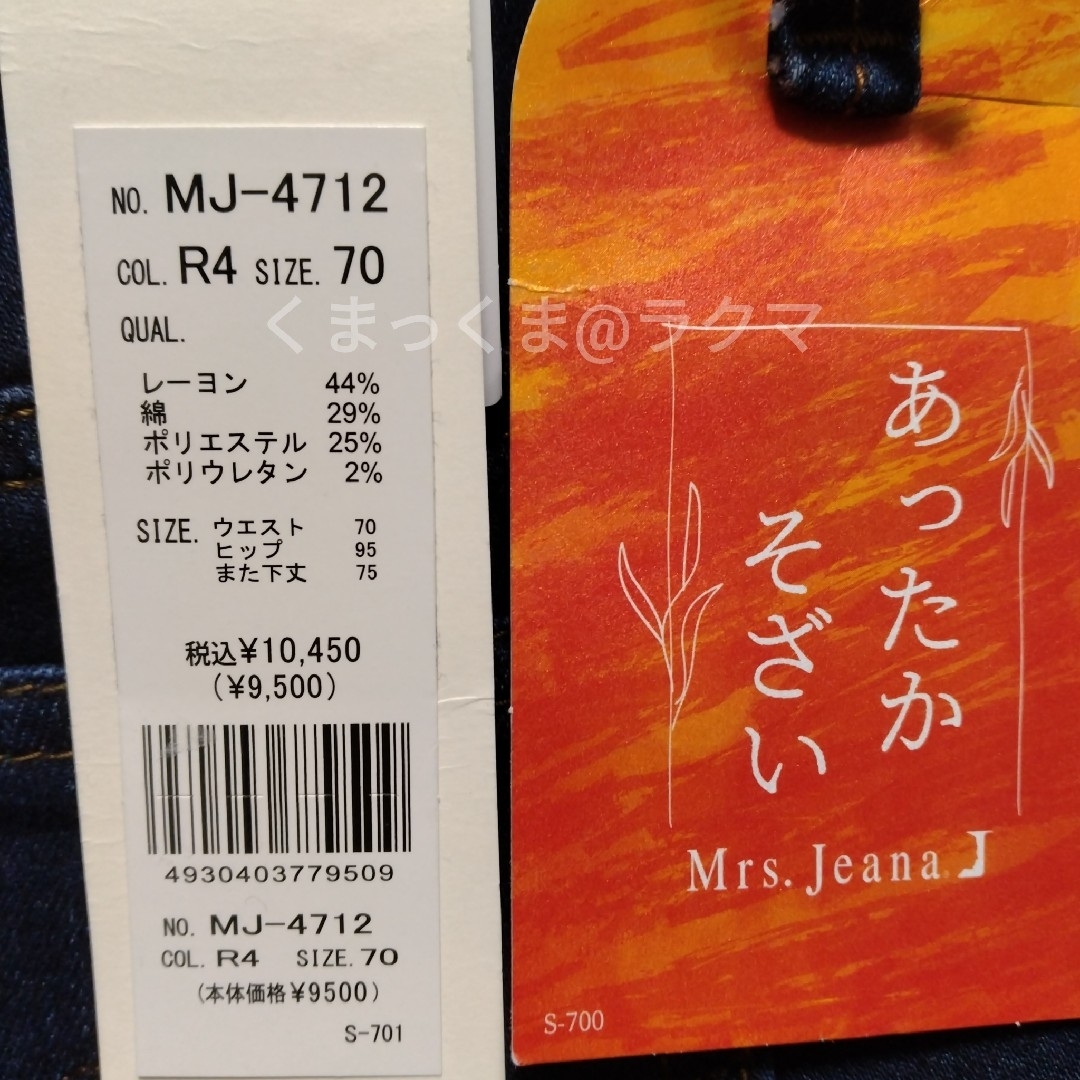 NO. MJ-4712
COL. R4 SIZE. 70
QUAL.
レーヨン 44%
綿 29%
ポリエステル 25%
ポリウレタン 2%
SIZE. ウエスト 70
ヒップ 95
また下丈 75
税込¥10,450
(¥9,500)
4930403779509
NO. MJ-4712
COL. R4 SIZE. 70
(本体価格¥9500)
S-701
くまっくま@ラクマ
あったか
そざい
Mrs. Jeana J
S-700